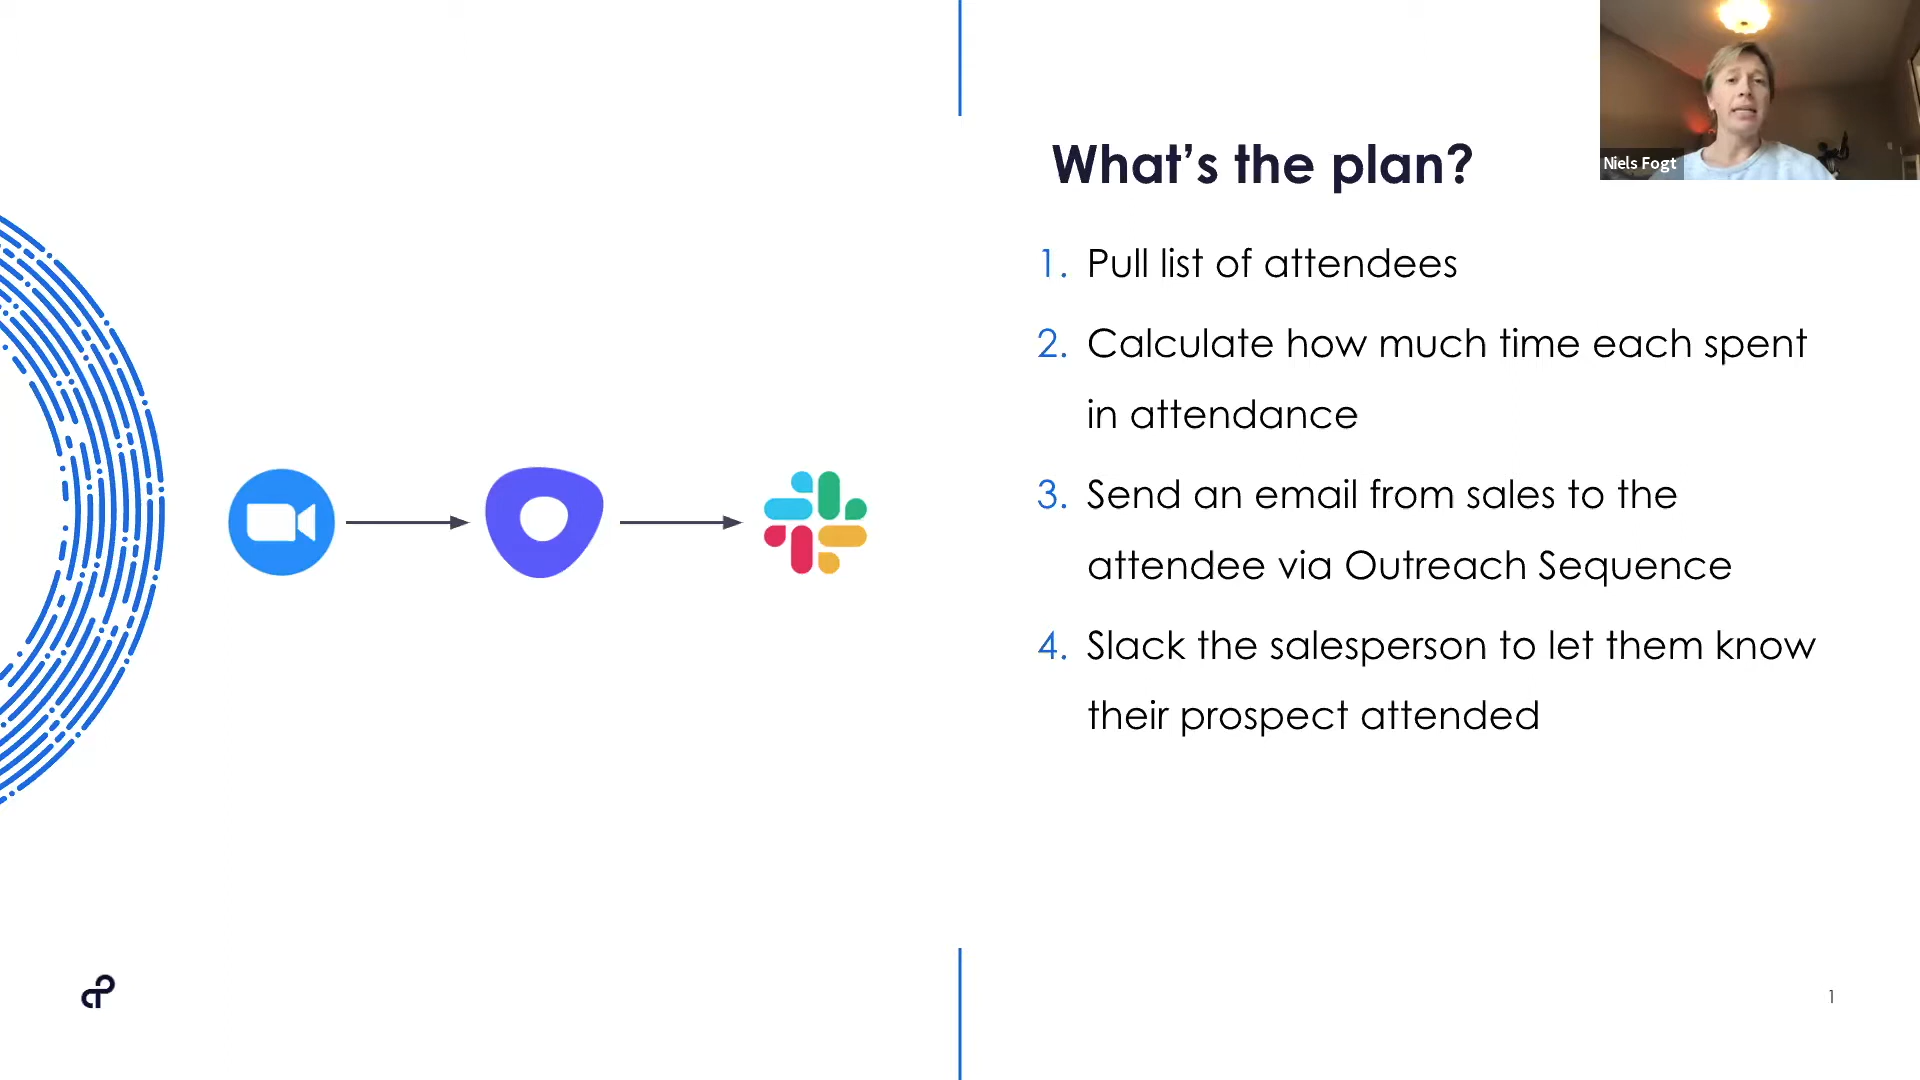 What's the plan?
Niels Fogt
1. Pull list of attendees
2. Calculate how much time each spent
in attendance
3. Send an email from sales to the
attendee via Outreach Sequence
4. Slack the salesperson to let them know
their prospect attended
1